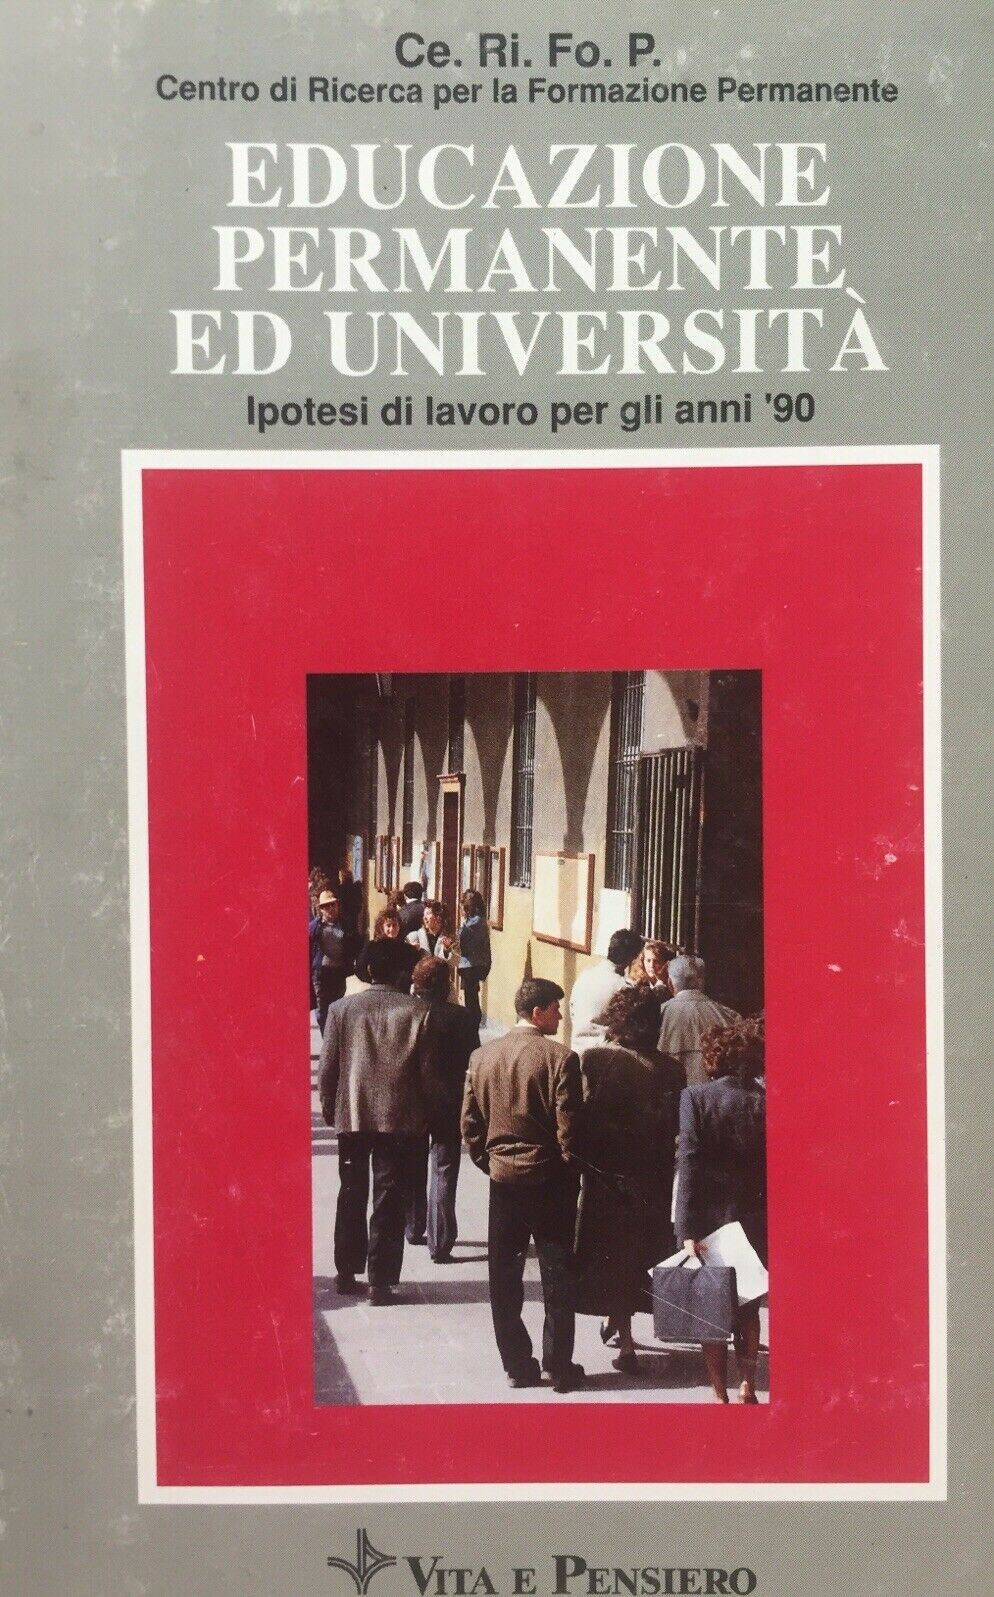 Ce. Ri. Fo. P.
Centro di Ricerca per la Formazione Permanente
EDUCAZIONE
PERMANENTE
ED UNIVERSITÀ
Ipotesi di lavoro per gli anni '90
VITA E PENSIERO